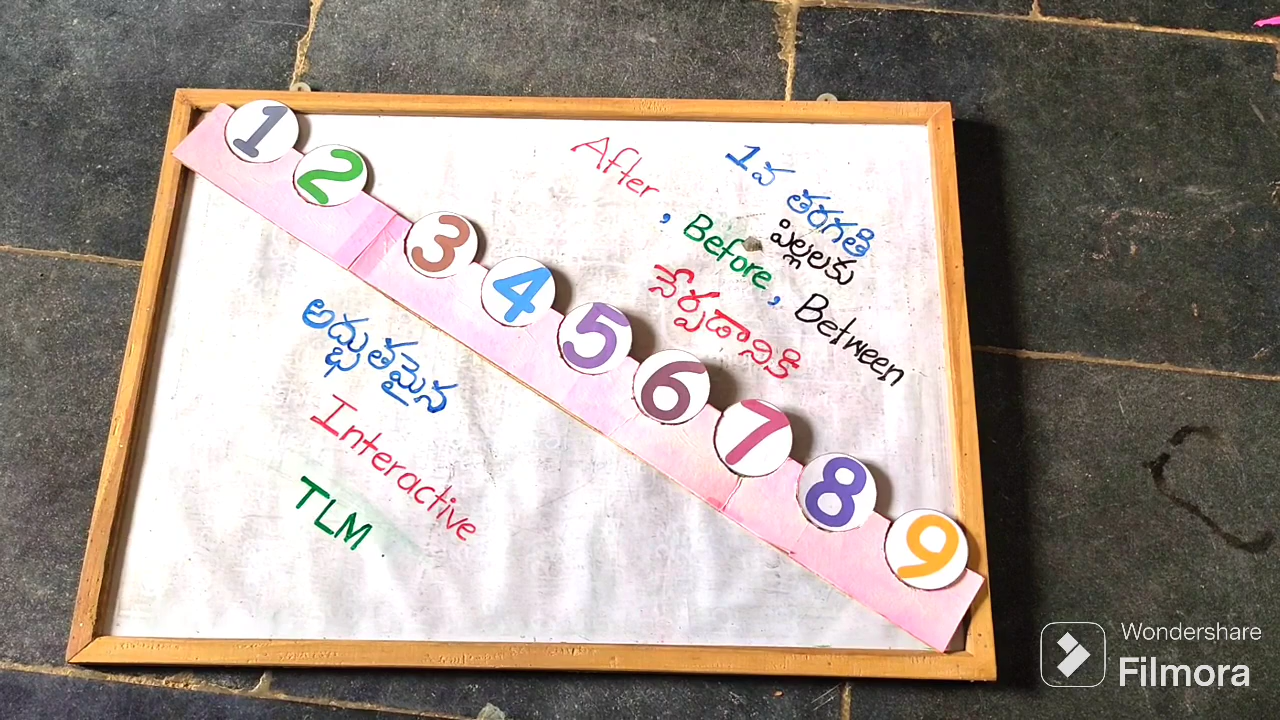 1వ తరగతి
పిల్లలకు
After, Before, Between
నేర్పడానికి
1 2 3 4 5 6 7 8 9
అద్భుతమైన
Interactive
TLM
Wondershare
Filmora